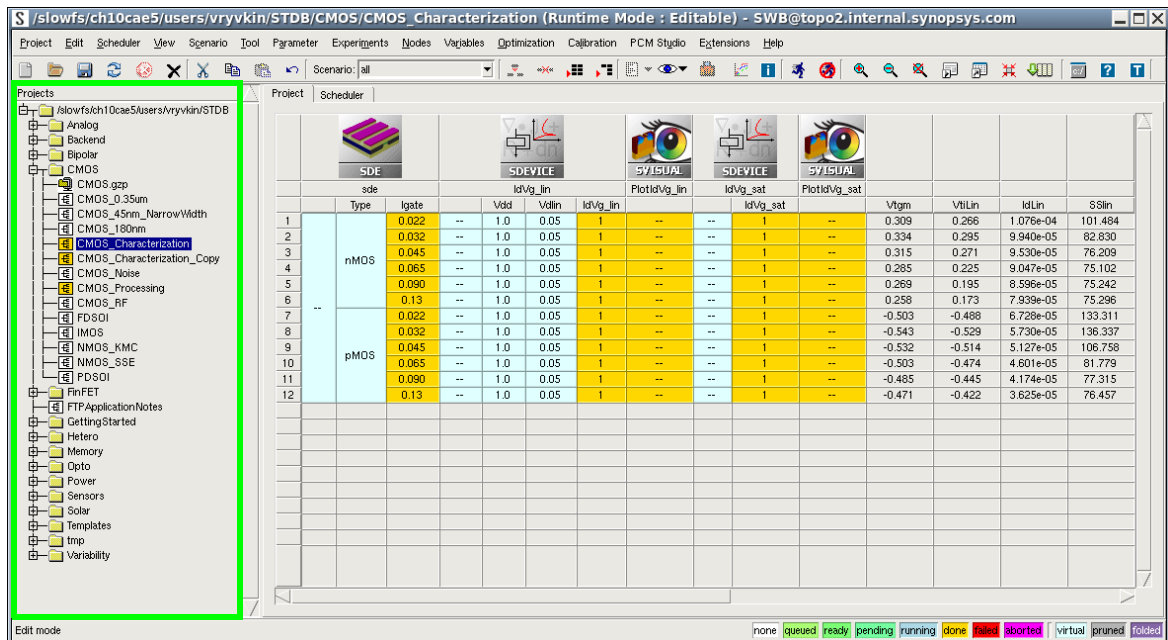 /slowfs/ch10cae5/users/vryvkin/STDB/CMOS/CMOS_Characterization (Runtime Mode : Editable) - SWB@topo2.internal.synopsys.com
Project Edit Scheduler View Scenario Tool Parameter Experiments Nodes Variables Optimization Calibration PCM Studio Extensions Help
Scenario: all
Projects
/slowfs/ch10cae5/users/vryvkin/STDB
Analog
Backend
Bipolar
CMOS
CMOS.gzp
CMOS_0.35um
CMOS_45nm_NarrowWidth
CMOS_180nm
CMOS_Characterization
CMOS_Characterization_Copy
CMOS_Noise
CMOS_Processing
CMOS_RF
FDSOI
IMOS
NMOS_KMC
NMOS_SSE
PDSOI
FinFET
FTPApplicationNotes
GettingStarted
Hetero
Memory
Opto
Power
Sensors
Solar
Templates
tmp
Variability
Project Scheduler
SDE SDEVICE SVISUAL SDEVICE SVISUAL
sde IdVg_lin PlotIdVg_lin IdVg_sat PlotIdVg_sat
Type lgate Vdd Vdlin IdVg_lin IdVg_sat Vtgm VtiLin IdLin SSlin
1 0.022 -- 1.0 0.05 1 -- -- 1 -- 0.309 0.266 1.076e-04 101.484
2 0.032 -- 1.0 0.05 1 -- -- 1 -- 0.334 0.295 9.940e-05 82.830
3 0.045 -- 1.0 0.05 1 -- -- 1 -- 0.315 0.271 9.530e-05 76.209
nMOS
4 0.065 -- 1.0 0.05 1 -- -- 1 -- 0.285 0.225 9.047e-05 75.102
5 0.090 -- 1.0 0.05 1 -- -- 1 -- 0.269 0.195 8.596e-05 75.242
6 0.13 -- 1.0 0.05 1 -- -- 1 -- 0.258 0.173 7.939e-05 75.296
--
7 0.022 -- 1.0 0.05 1 -- -- 1 -- -0.503 -0.488 6.728e-05 133.311
8 0.032 -- 1.0 0.05 1 -- -- 1 -- -0.543 -0.529 5.730e-05 136.337
9 0.045 -- 1.0 0.05 1 -- -- 1 -- -0.532 -0.514 5.127e-05 106.758
pMOS
10 0.065 -- 1.0 0.05 1 -- -- 1 -- -0.503 -0.474 4.601e-05 81.779
11 0.090 -- 1.0 0.05 1 -- -- 1 -- -0.485 -0.445 4.174e-05 77.315
12 0.13 -- 1.0 0.05 1 -- -- 1 -- -0.471 -0.422 3.625e-05 76.457
Edit mode
none queued ready pending running done failed aborted virtual pruned folded